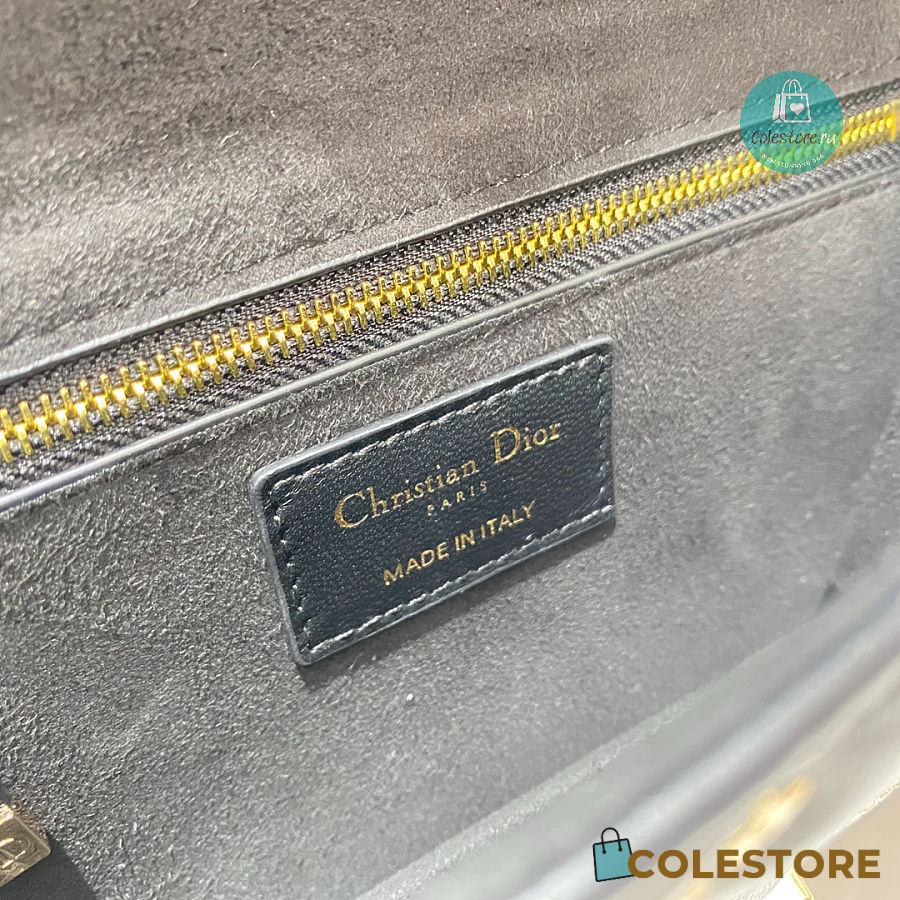 Colestore.ru
Christian Dior
PARIS
MADE IN ITALY
COLESTORE